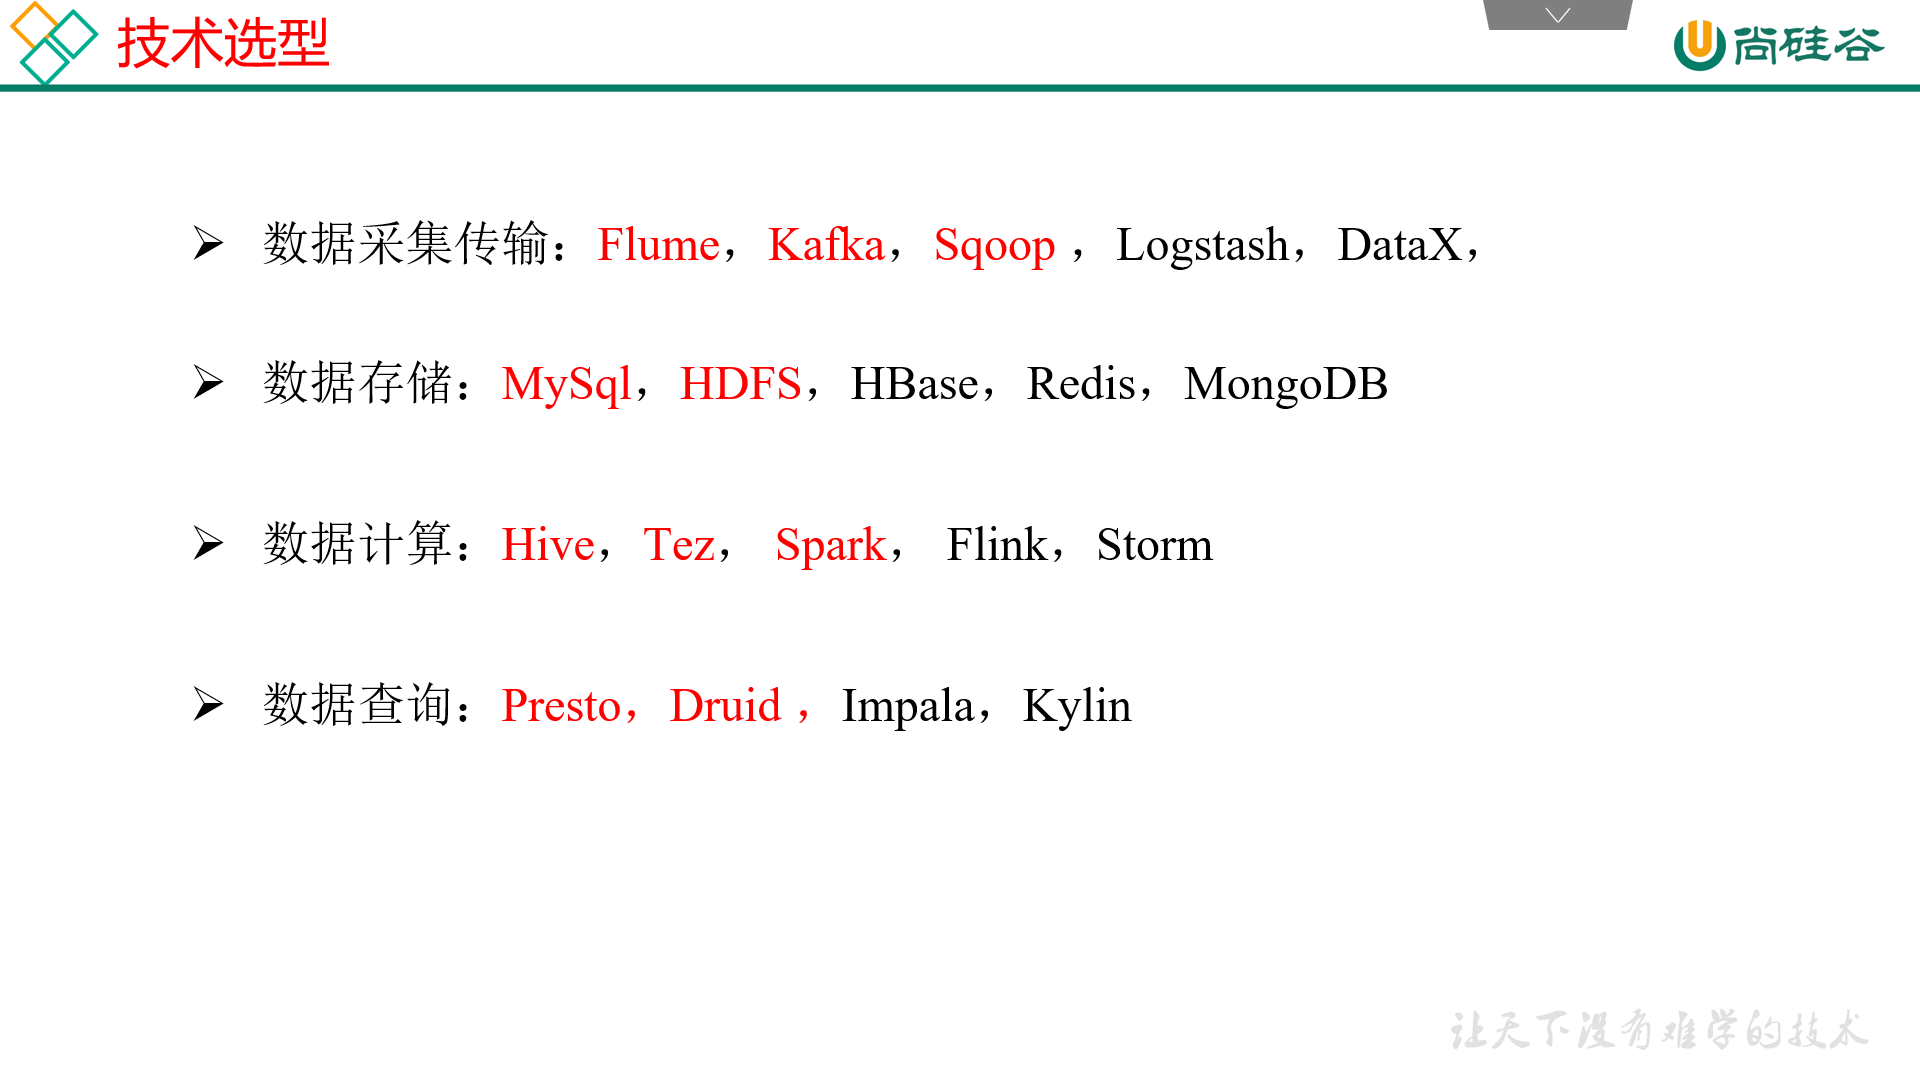 技术选型
尚硅谷
数据采集传输：Flume，Kafka，Sqoop ，Logstash，DataX，
数据存储：MySql，HDFS，HBase，Redis，MongoDB
数据计算：Hive，Tez， Spark， Flink，Storm
数据查询：Presto，Druid ，Impala，Kylin
让天下没有难学的技术